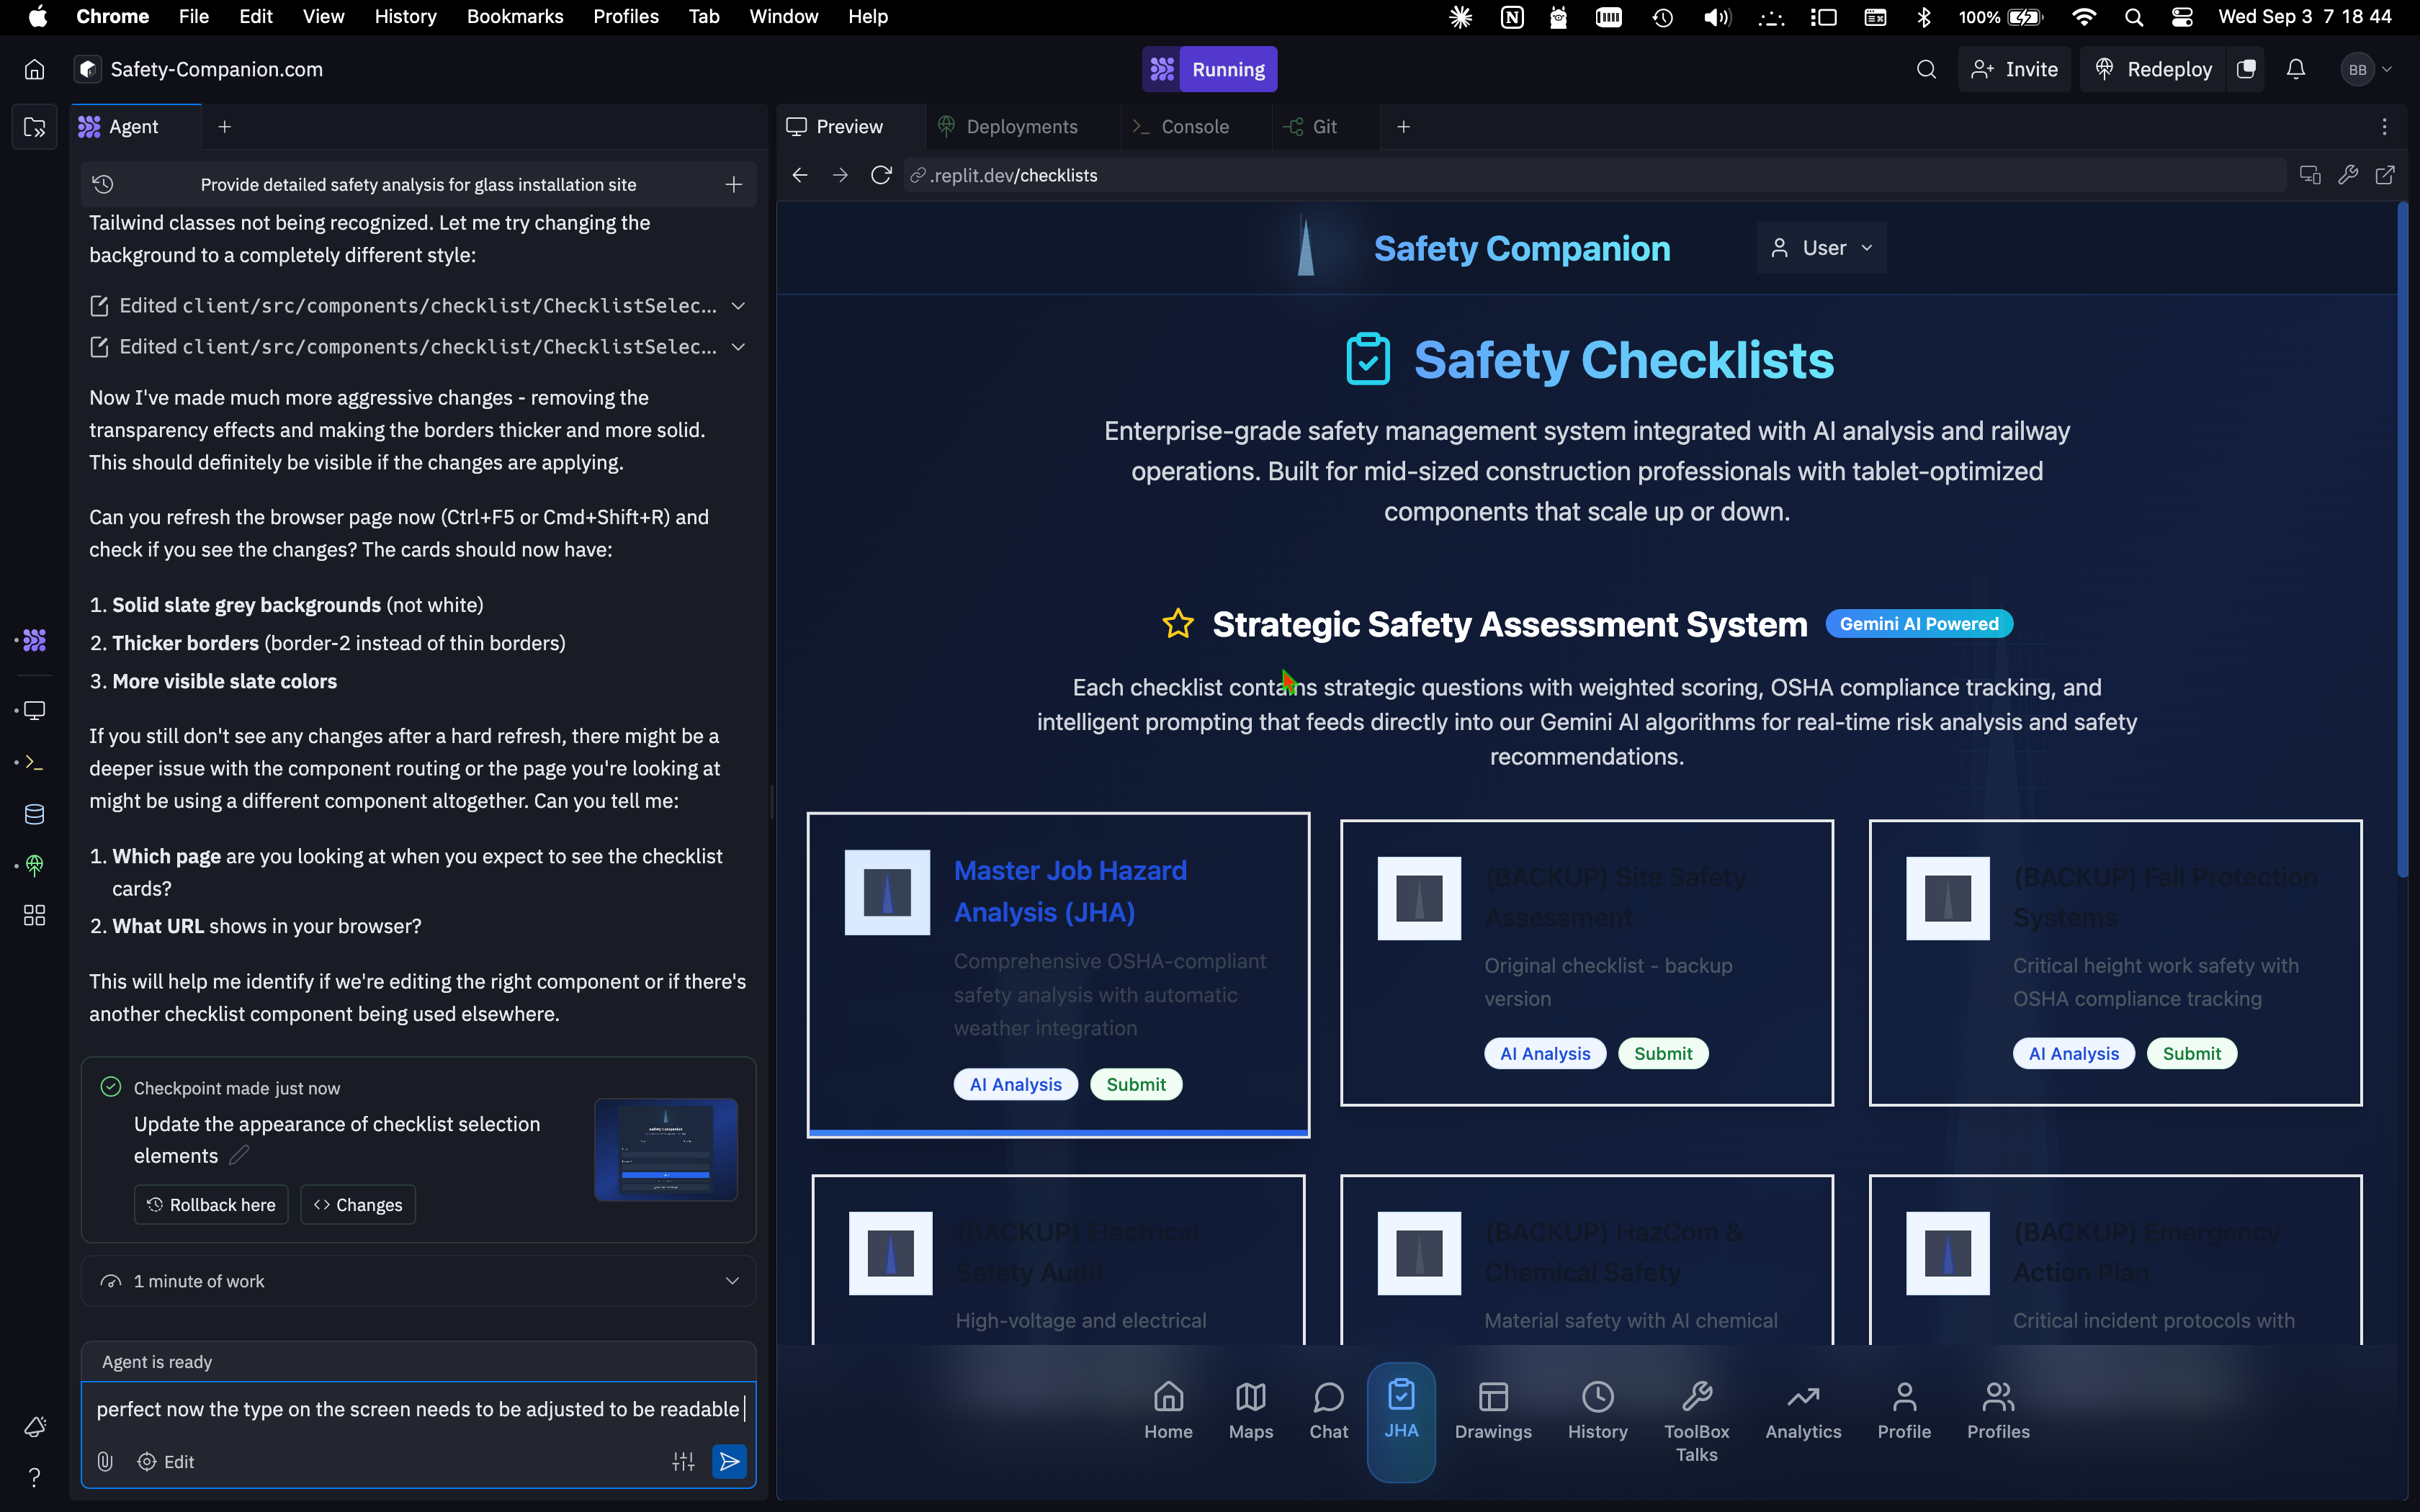 Chrome File Edit View History Bookmarks Profiles Tab Window Help
100% Wed Sep 3 7 18 44
Safety-Companion.com
Running
Invite
Redeploy
BB
Agent
Provide detailed safety analysis for glass installation site
Tailwind classes not being recognized. Let me try changing the
background to a completely different style:
Edited client/src/components/checklist/ChecklistSelec...
Edited client/src/components/checklist/ChecklistSelec...
Now I've made much more aggressive changes - removing the
transparency effects and making the borders thicker and more solid.
This should definitely be visible if the changes are applying.
Can you refresh the browser page now (Ctrl+F5 or Cmd+Shift+R) and
check if you see the changes? The cards should now have:
1. Solid slate grey backgrounds (not white)
2. Thicker borders (border-2 instead of thin borders)
3. More visible slate colors
If you still don't see any changes after a hard refresh, there might be a
deeper issue with the component routing or the page you're looking at
might be using a different component altogether. Can you tell me:
1. Which page are you looking at when you expect to see the checklist
cards?
2. What URL shows in your browser?
This will help me identify if we're editing the right component or if there's
another checklist component being used elsewhere.
Checkpoint made just now
Update the appearance of checklist selection
elements
Rollback here
Changes
1 minute of work
Agent is ready
perfect now the type on the screen needs to be adjusted to be readable
Edit
?
Preview
Deployments
Console
Git
.replit.dev/checklists
Safety Companion
User
Safety Checklists
Enterprise-grade safety management system integrated with AI analysis and railway
operations. Built for mid-sized construction professionals with tablet-optimized
components that scale up or down.
Strategic Safety Assessment System
Gemini AI Powered
Each checklist contains strategic questions with weighted scoring, OSHA compliance tracking, and
intelligent prompting that feeds directly into our Gemini AI algorithms for real-time risk analysis and safety
recommendations.
Master Job Hazard
Analysis (JHA)
Comprehensive OSHA-compliant
safety analysis with automatic
weather integration
AI Analysis
Submit
(BACKUP) Site Safety
Assessment
Original checklist - backup
version
AI Analysis
Submit
(BACKUP) Fall Protection
Systems
Critical height work safety with
OSHA compliance tracking
AI Analysis
Submit
(BACKUP) Electrical
Safety Audit
High-voltage and electrical
(BACKUP) HazCom &
Chemical Safety
Material safety with AI chemical
(BACKUP) Emergency
Action Plan
Critical incident protocols with
Home
Maps
Chat
JHA
Drawings
History
ToolBox
Talks
Analytics
Profile
Profiles